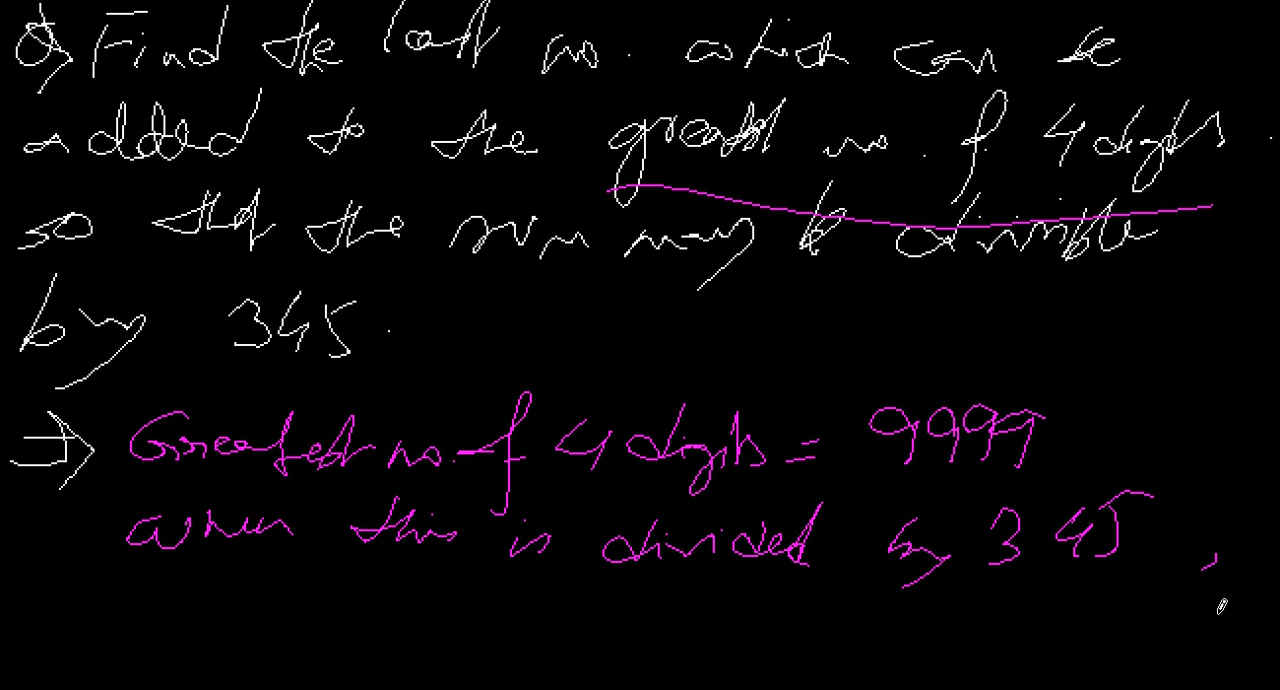 Q) Find the least no. which can be
added to the greatest no. of 4 digits
so that the sum may be divisible
by 345.
→ Greatest no. of 4 digits = 9999
when this is divided by 345,